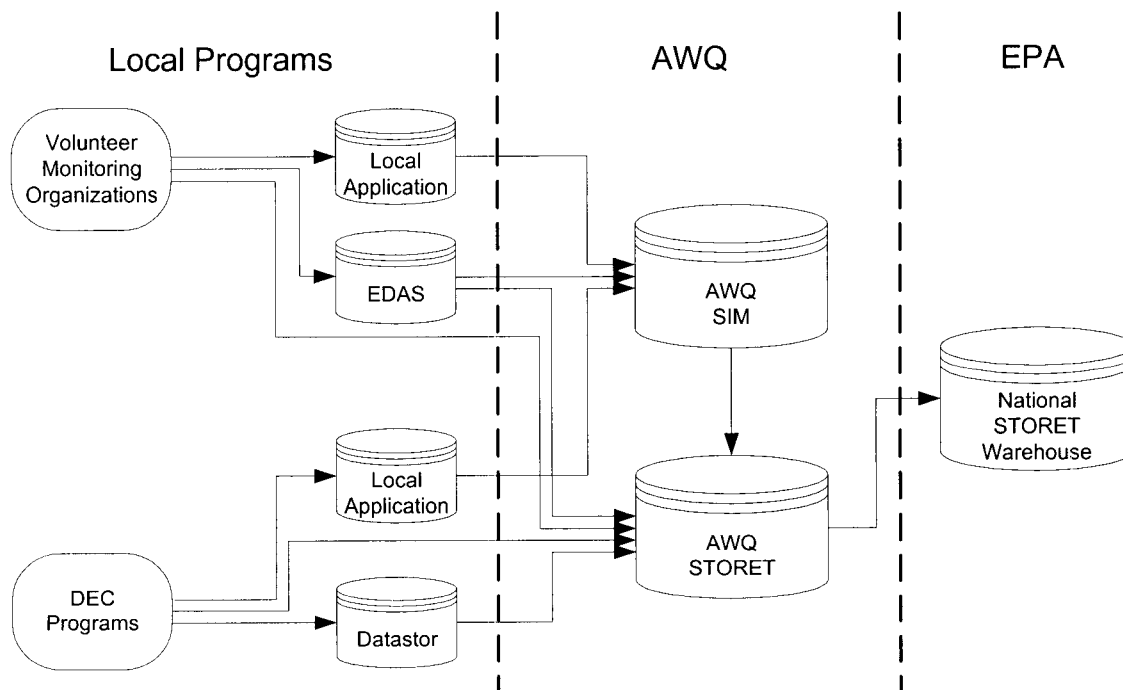 Local Programs
AWQ
EPA
Volunteer
Monitoring
Organizations
Local
Application
EDAS
AWQ
SIM
National
STORET
Warehouse
Local
Application
AWQ
STORET
DEC
Programs
Datastor